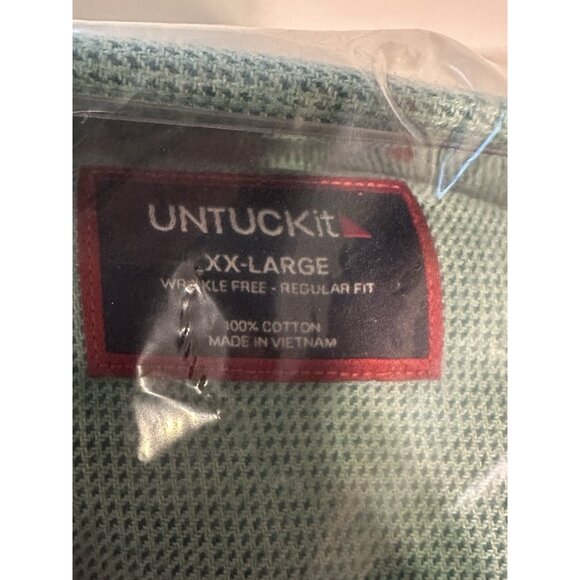 UNTUCKit
XX-LARGE
WRINKLE FREE - REGULAR FIT
100% COTTON
MADE IN VIETNAM